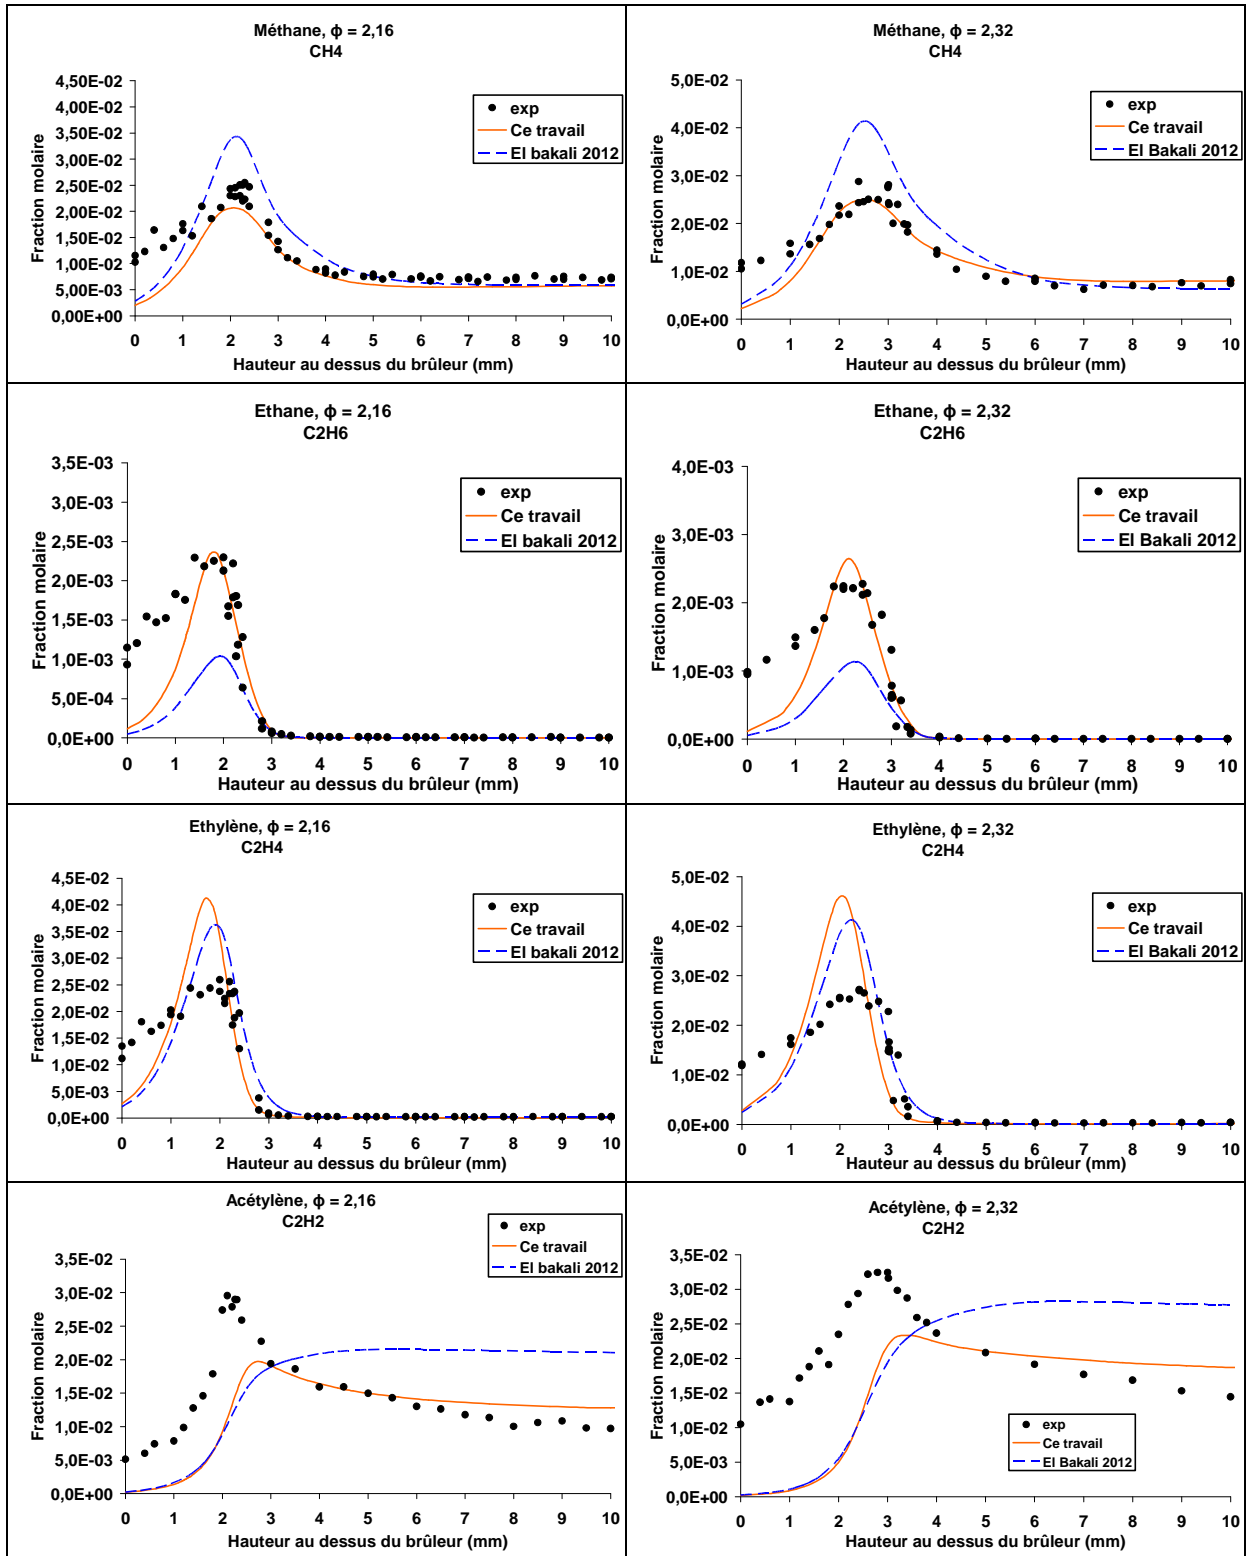 Méthane, ϕ = 2,16
CH4
4,50E-02
4,00E-02
3,50E-02
3,00E-02
2,50E-02
2,00E-02
1,50E-02
1,00E-02
5,00E-03
0,00E+00
Fraction molaire
exp
Ce travail
El bakali 2012
0 1 2 3 4 5 6 7 8 9 10
Hauteur au dessus du brûleur (mm)
Méthane, ϕ = 2,32
CH4
5,0E-02
4,0E-02
3,0E-02
2,0E-02
1,0E-02
0,0E+00
Fraction molaire
exp
Ce travail
El Bakali 2012
0 1 2 3 4 5 6 7 8 9 10
Hauteur au dessus du brûleur (mm)
Ethane, ϕ = 2,16
C2H6
3,5E-03
3,0E-03
2,5E-03
2,0E-03
1,5E-03
1,0E-03
5,0E-04
0,0E+00
Fraction molaire
exp
Ce travail
El bakali 2012
0 1 2 3 4 5 6 7 8 9 10
Hauteur au dessus du brûleur (mm)
Ethane, ϕ = 2,32
C2H6
4,0E-03
3,0E-03
2,0E-03
1,0E-03
0,0E+00
Fraction molaire
exp
Ce travail
El Bakali 2012
0 1 2 3 4 5 6 7 8 9 10
Hauteur au dessus du brûleur (mm)
Ethylène, ϕ = 2,16
C2H4
4,5E-02
4,0E-02
3,5E-02
3,0E-02
2,5E-02
2,0E-02
1,5E-02
1,0E-02
5,0E-03
0,0E+00
Fraction molaire
exp
Ce travail
El bakali 2012
0 1 2 3 4 5 6 7 8 9 10
Hauteur au dessus du brûleur (mm)
Ethylène, ϕ = 2,32
C2H4
5,0E-02
4,0E-02
3,0E-02
2,0E-02
1,0E-02
0,0E+00
Fraction molaire
exp
Ce travail
El Bakali 2012
0 1 2 3 4 5 6 7 8 9 10
Hauteur au dessus du brûleur (mm)
Acétylène, ϕ = 2,16
C2H2
3,5E-02
3,0E-02
2,5E-02
2,0E-02
1,5E-02
1,0E-02
5,0E-03
0,0E+00
Fraction molaire
exp
Ce travail
El bakali 2012
0 1 2 3 4 5 6 7 8 9 10
Hauteur au dessus du brûleur (mm)
Acétylène, ϕ = 2,32
C2H2
3,5E-02
3,0E-02
2,5E-02
2,0E-02
1,5E-02
1,0E-02
5,0E-03
0,0E+00
Fraction molaire
exp
Ce travail
El Bakali 2012
0 1 2 3 4 5 6 7 8 9 10
Hauteur au dessus du brûleur (mm)